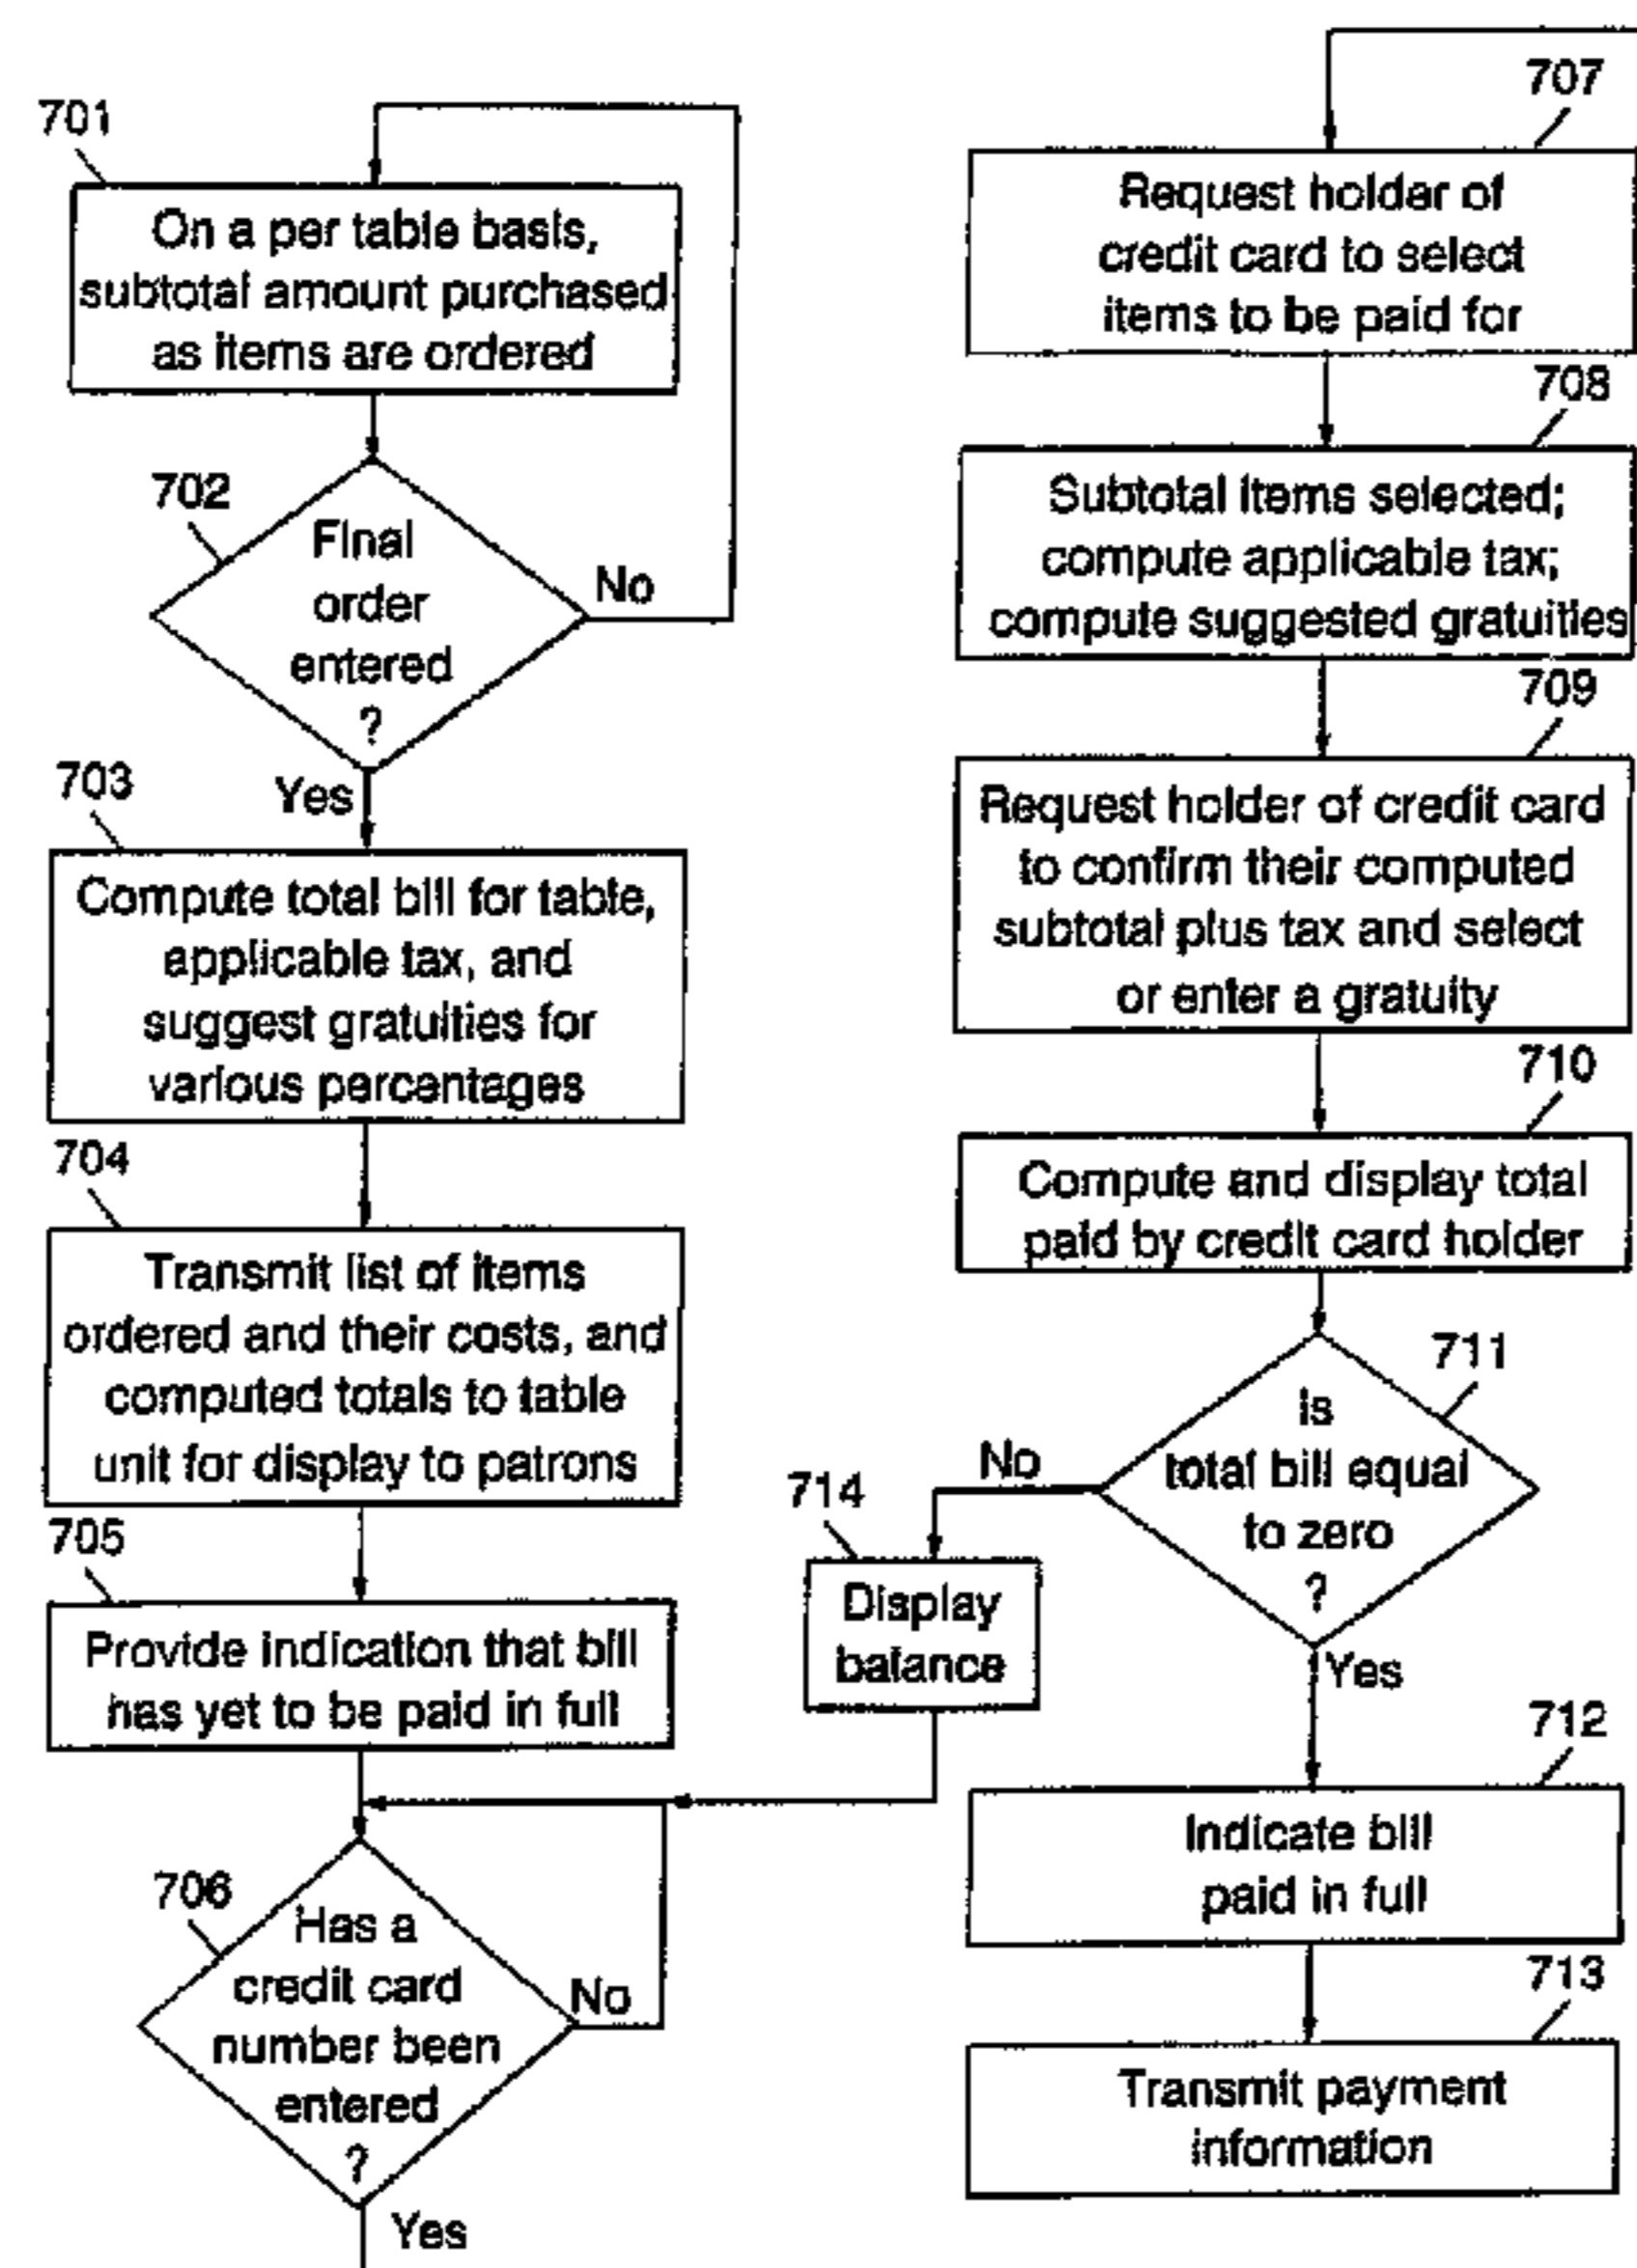 701
On a per table basis,
subtotal amount purchased
as items are ordered
702
Final
order
entered
?
No
Yes
703
Compute total bill for table,
applicable tax, and
suggest gratuities for
various percentages
704
Transmit list of items
ordered and their costs, and
computed totals to table
unit for display to patrons
705
Provide indication that bill
has yet to be paid in full
706
Has a
credit card
number been
entered
?
No
Yes
707
Request holder of
credit card to select
items to be paid for
708
Subtotal items selected;
compute applicable tax;
compute suggested gratuities
709
Request holder of credit card
to confirm their computed
subtotal plus tax and select
or enter a gratuity
710
Compute and display total
paid by credit card holder
711
is
total bill equal
to zero
?
No
714
Display
balance
Yes
712
Indicate bill
paid in full
713
Transmit payment
information